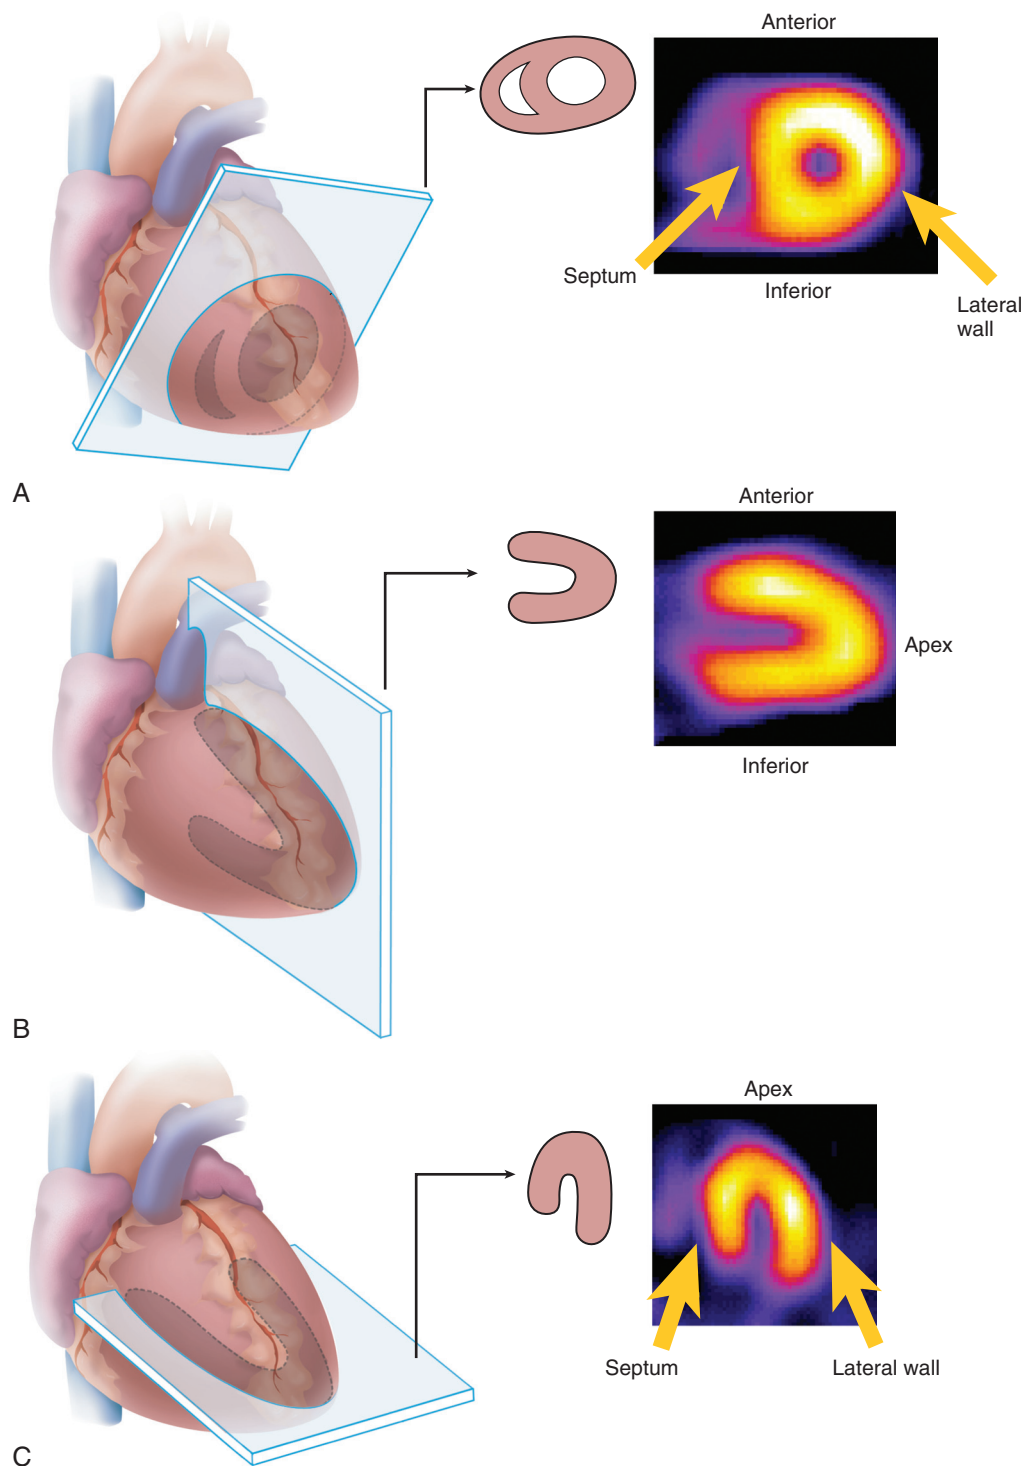 Anterior
Septum
Inferior
Lateral
wall
A
Anterior
Apex
Inferior
B
Apex
Septum
Lateral wall
C